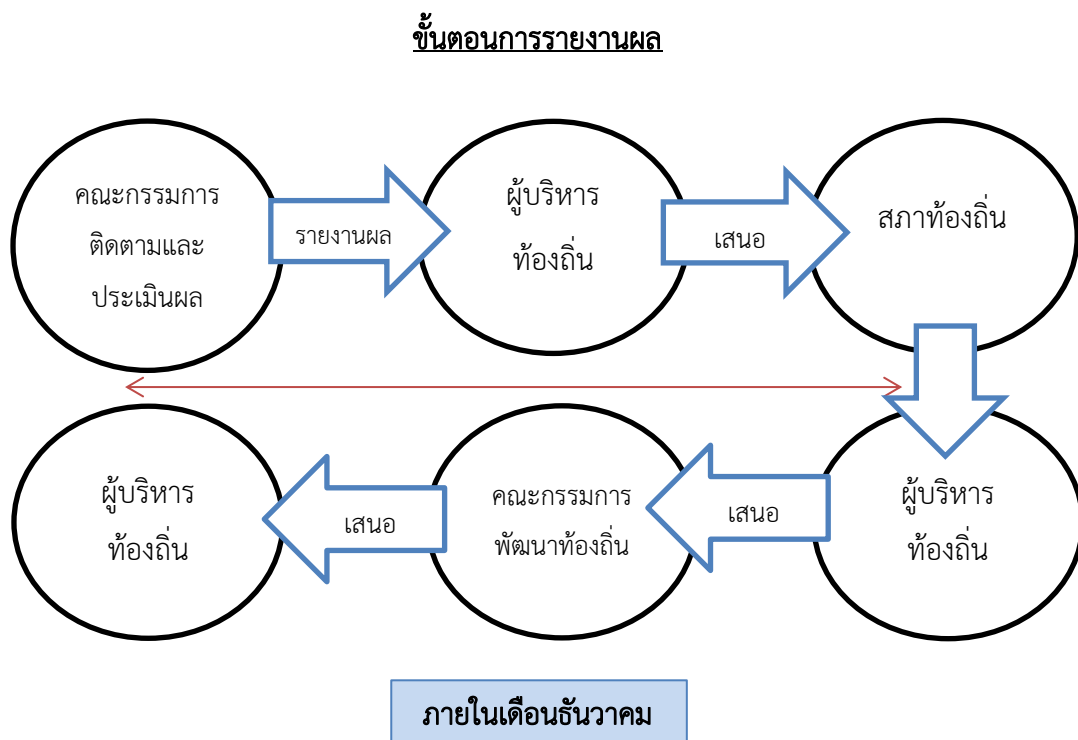 ขั้นตอนการรายงานผล
คณะกรรมการ
ติดตามและ
ประเมินผล
รายงานผล
ผู้บริหาร
ท้องถิ่น
เสนอ
สภาท้องถิ่น
ผู้บริหาร
ท้องถิ่น
เสนอ
คณะกรรมการ
พัฒนาท้องถิ่น
เสนอ
ผู้บริหาร
ท้องถิ่น
ภายในเดือนธันวาคม